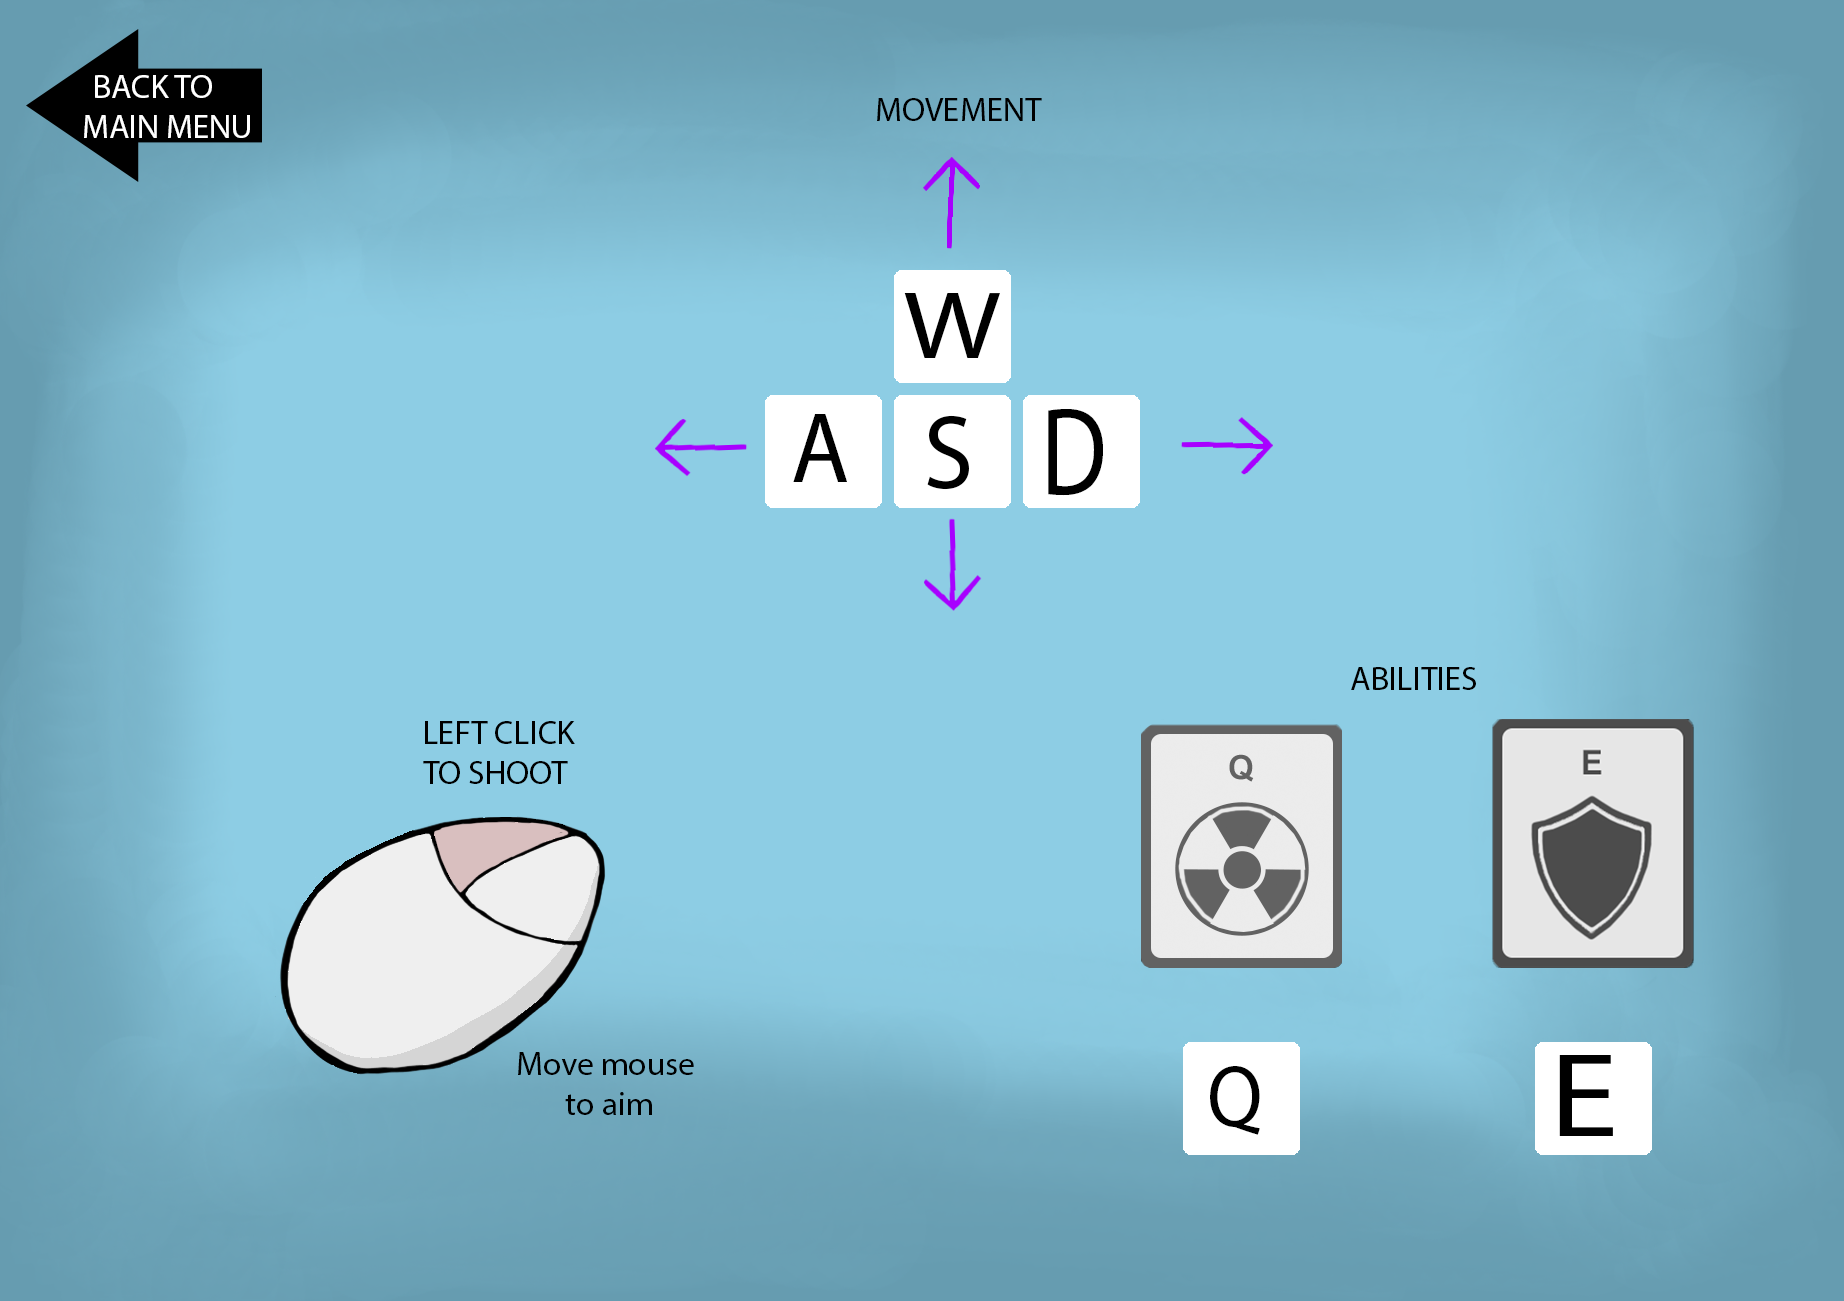 BACK TO
MAIN MENU
MOVEMENT
W
A S D
ABILITIES
LEFT CLICK
TO SHOOT
Q E
Move mouse
to aim
Q E